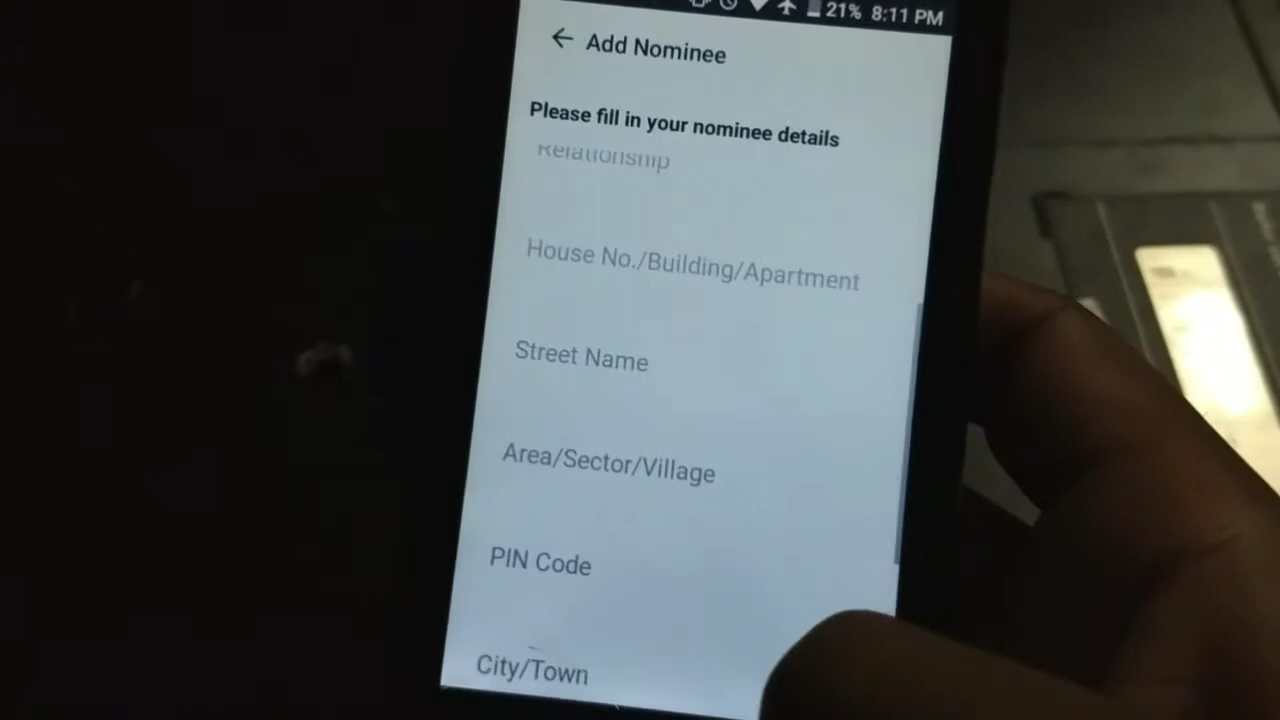 21% 8:11 PM
Add Nominee
Please fill in your nominee details
Relationship
House No./Building/Apartment
Street Name
Area/Sector/Village
PIN Code
City/Town